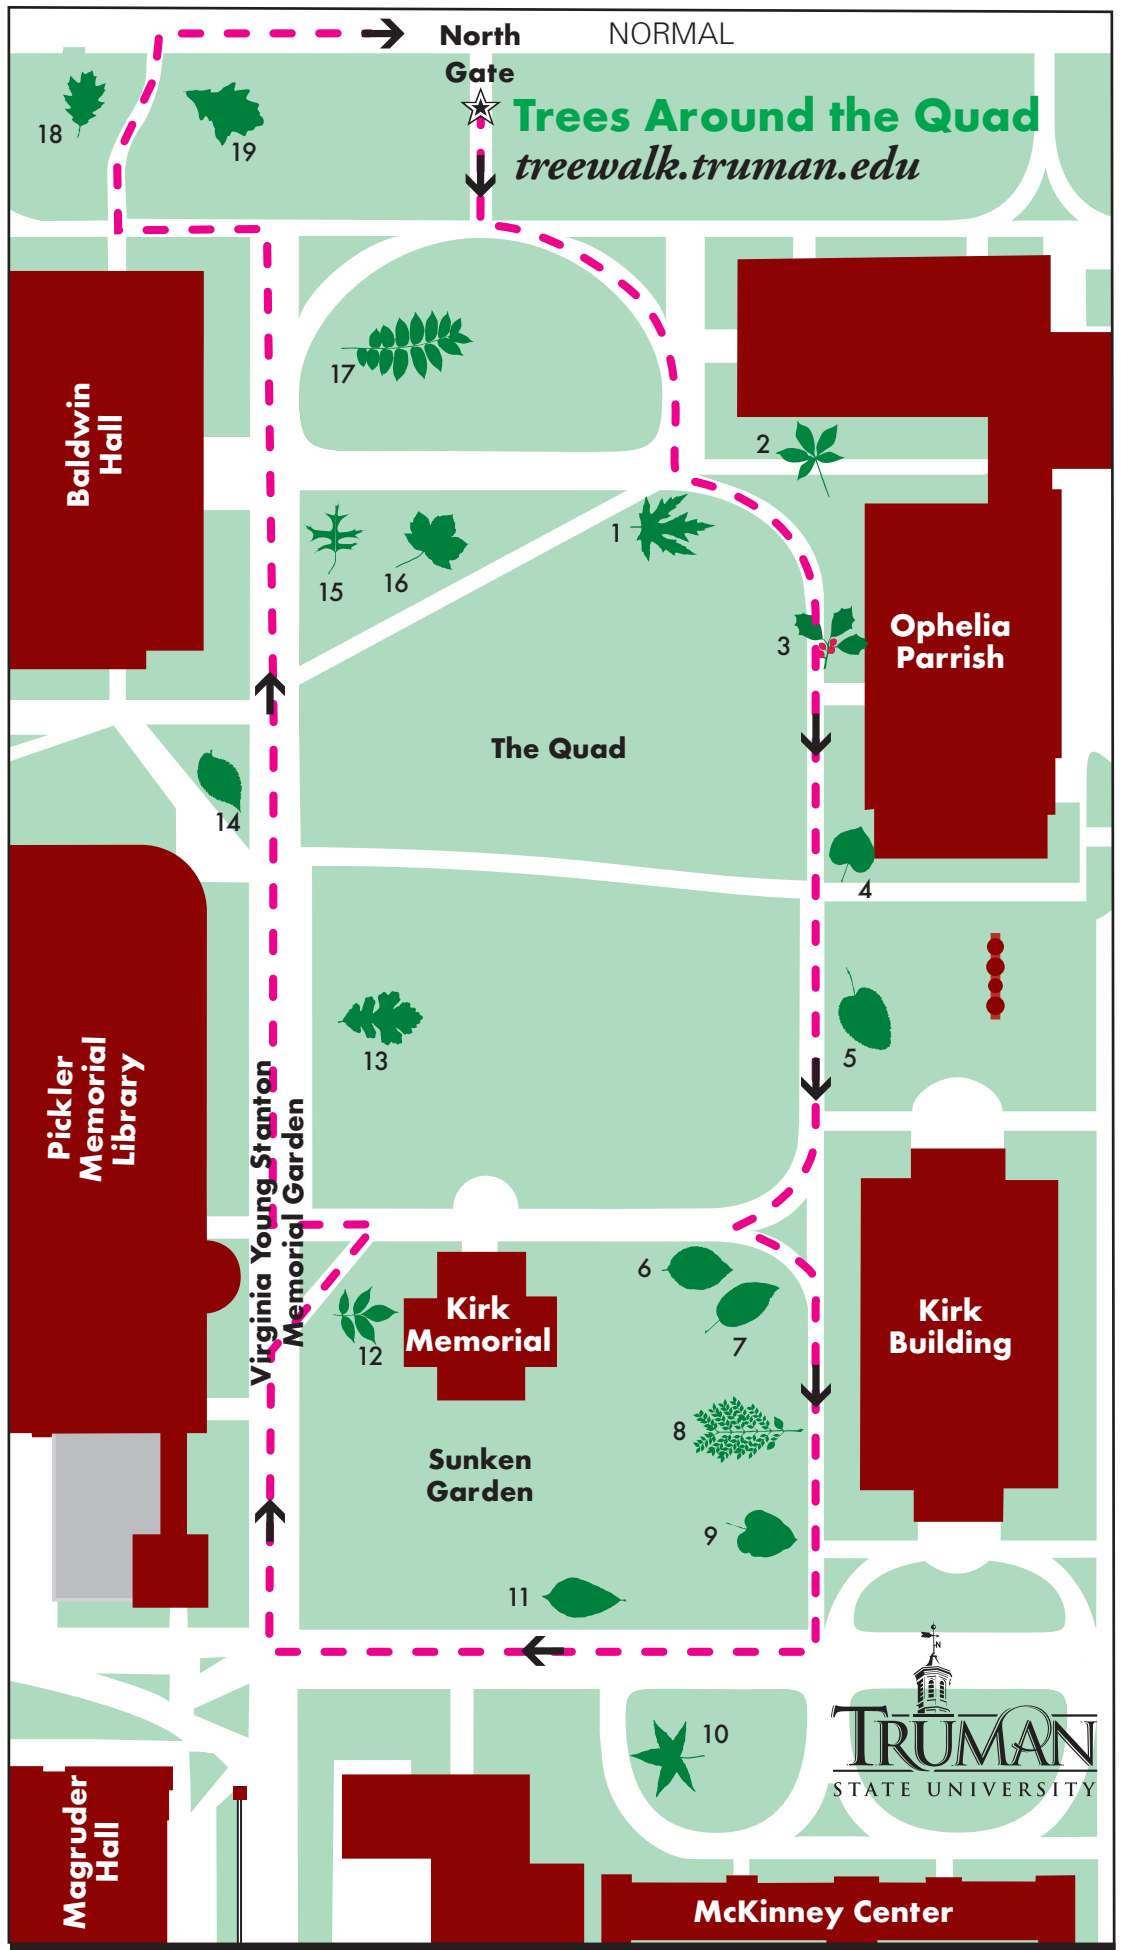 North
Gate
NORMAL
Trees Around the Quad
treewalk.truman.edu
18
19
17
Baldwin
Hall
2
1
15
16
3
Ophelia
Parrish
The Quad
14
4
13
5
Pickler
Memorial
Library
Virginia Young Stanton
Memorial Garden
6
7
12
Kirk
Memorial
Kirk
Building
8
Sunken
Garden
9
11
N
10
TRUMAN
STATE UNIVERSITY
Magruder
Hall
McKinney Center